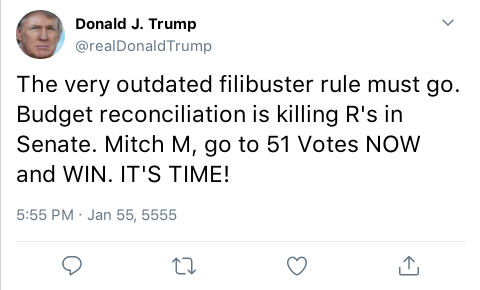 Donald J. Trump
@realDonaldTrump
The very outdated filibuster rule must go.
Budget reconciliation is killing R's in
Senate. Mitch M, go to 51 Votes NOW
and WIN. IT'S TIME!
5:55 PM · Jan 55, 5555